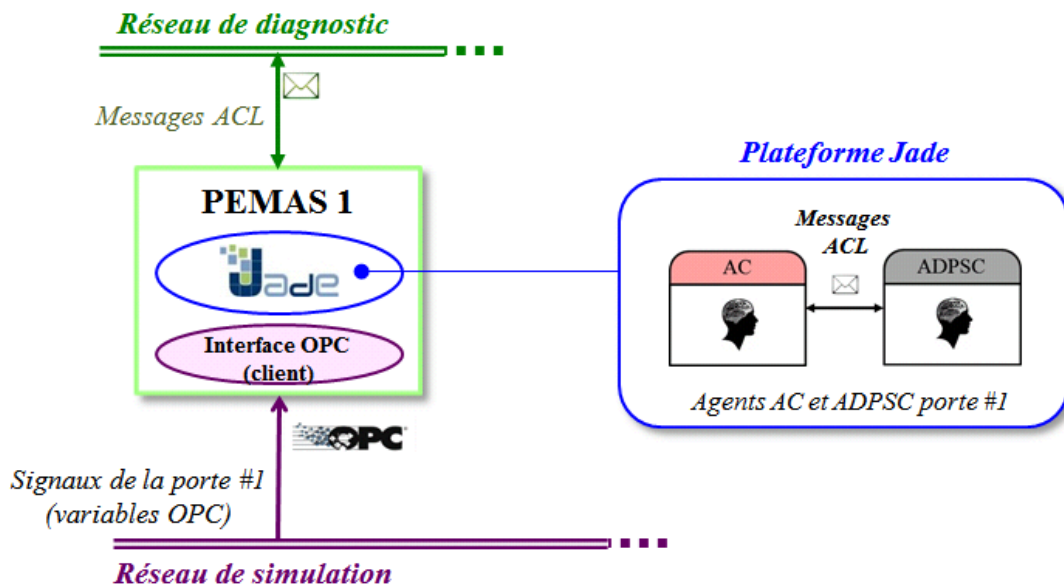 Réseau de diagnostic
Messages ACL
PEMAS 1
Jade
Interface OPC
(client)
OPC
Signaux de la porte #1
(variables OPC)
Réseau de simulation
Plateforme Jade
Messages
ACL
AC
ADPSC
Agents AC et ADPSC porte #1